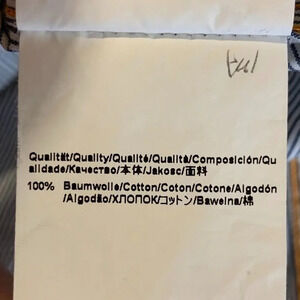 Qualität/Quality/Qualité/Qualità/Composición/Qu
alidade/Качество/本体/Jakosc/面料
100% Baumwolle/Cotton/Coton/Cotone/Algodón
/Algodão/ХЛОПОК/コットン/Bawelna/棉